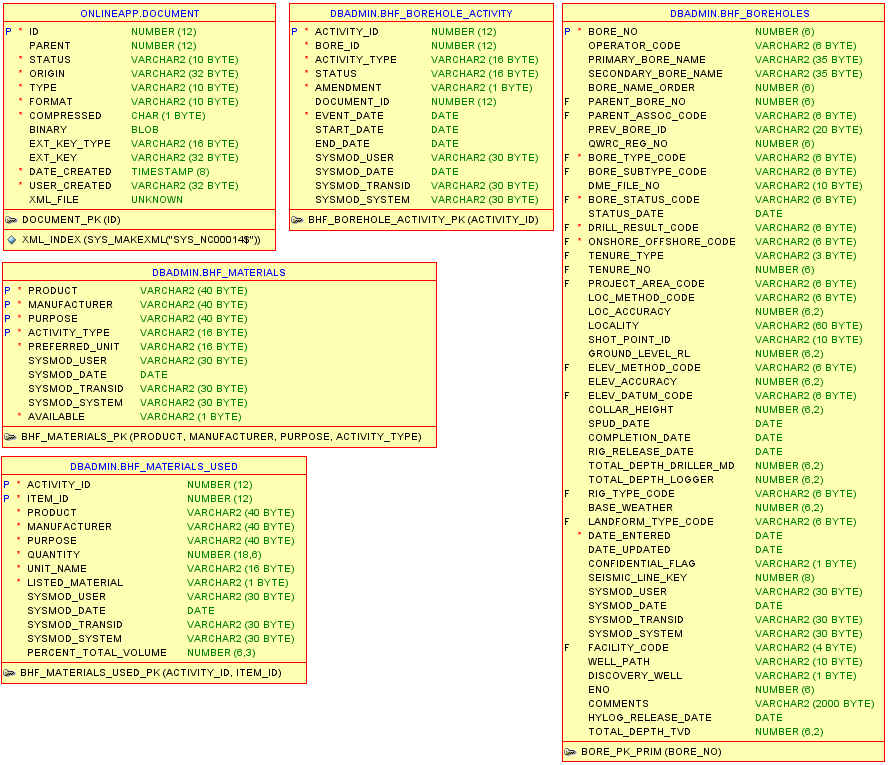 ONLINEAPP.DOCUMENT
P * ID NUMBER (12)
PARENT NUMBER (12)
* STATUS VARCHAR2 (10 BYTE)
* ORIGIN VARCHAR2 (32 BYTE)
* TYPE VARCHAR2 (10 BYTE)
* FORMAT VARCHAR2 (10 BYTE)
* COMPRESSED CHAR (1 BYTE)
BINARY BLOB
EXT_KEY_TYPE VARCHAR2 (16 BYTE)
EXT_KEY VARCHAR2 (32 BYTE)
* DATE_CREATED TIMESTAMP (8)
* USER_CREATED VARCHAR2 (32 BYTE)
XML_FILE UNKNOWN
DOCUMENT_PK (ID)
XML_INDEX (SYS_MAKEXML("SYS_NC00014$"))
DBADMIN.BHF_BOREHOLE_ACTIVITY
P * ACTIVITY_ID NUMBER (12)
* BORE_ID NUMBER (12)
* ACTIVITY_TYPE VARCHAR2 (16 BYTE)
* STATUS VARCHAR2 (16 BYTE)
* AMENDMENT VARCHAR2 (1 BYTE)
DOCUMENT_ID NUMBER (12)
* EVENT_DATE DATE
START_DATE DATE
END_DATE DATE
SYSMOD_USER VARCHAR2 (30 BYTE)
SYSMOD_DATE DATE
SYSMOD_TRANSID VARCHAR2 (30 BYTE)
SYSMOD_SYSTEM VARCHAR2 (30 BYTE)
BHF_BOREHOLE_ACTIVITY_PK (ACTIVITY_ID)
DBADMIN.BHF_MATERIALS
P * PRODUCT VARCHAR2 (40 BYTE)
P * MANUFACTURER VARCHAR2 (40 BYTE)
P * PURPOSE VARCHAR2 (40 BYTE)
P * ACTIVITY_TYPE VARCHAR2 (16 BYTE)
* PREFERRED_UNIT VARCHAR2 (16 BYTE)
SYSMOD_USER VARCHAR2 (30 BYTE)
SYSMOD_DATE DATE
SYSMOD_TRANSID VARCHAR2 (30 BYTE)
SYSMOD_SYSTEM VARCHAR2 (30 BYTE)
* AVAILABLE VARCHAR2 (1 BYTE)
BHF_MATERIALS_PK (PRODUCT, MANUFACTURER, PURPOSE, ACTIVITY_TYPE)
DBADMIN.BHF_MATERIALS_USED
P * ACTIVITY_ID NUMBER (12)
P * ITEM_ID NUMBER (12)
* PRODUCT VARCHAR2 (40 BYTE)
* MANUFACTURER VARCHAR2 (40 BYTE)
* PURPOSE VARCHAR2 (40 BYTE)
* QUANTITY NUMBER (18,6)
* UNIT_NAME VARCHAR2 (16 BYTE)
* LISTED_MATERIAL VARCHAR2 (1 BYTE)
SYSMOD_USER VARCHAR2 (30 BYTE)
SYSMOD_DATE DATE
SYSMOD_TRANSID VARCHAR2 (30 BYTE)
SYSMOD_SYSTEM VARCHAR2 (30 BYTE)
PERCENT_TOTAL_VOLUME NUMBER (6,3)
BHF_MATERIALS_USED_PK (ACTIVITY_ID, ITEM_ID)
DBADMIN.BHF_BOREHOLES
P * BORE_NO NUMBER (6)
OPERATOR_CODE VARCHAR2 (6 BYTE)
PRIMARY_BORE_NAME VARCHAR2 (35 BYTE)
SECONDARY_BORE_NAME VARCHAR2 (35 BYTE)
BORE_NAME_ORDER NUMBER (6)
F PARENT_BORE_NO NUMBER (6)
F PARENT_ASSOC_CODE VARCHAR2 (6 BYTE)
PREV_BORE_ID VARCHAR2 (20 BYTE)
QWRC_REG_NO NUMBER (6)
F * BORE_TYPE_CODE VARCHAR2 (6 BYTE)
F BORE_SUBTYPE_CODE VARCHAR2 (6 BYTE)
DME_FILE_NO VARCHAR2 (10 BYTE)
F * BORE_STATUS_CODE VARCHAR2 (6 BYTE)
STATUS_DATE DATE
F * DRILL_RESULT_CODE VARCHAR2 (6 BYTE)
F * ONSHORE_OFFSHORE_CODE VARCHAR2 (6 BYTE)
F TENURE_TYPE VARCHAR2 (3 BYTE)
F TENURE_NO NUMBER (6)
F PROJECT_AREA_CODE VARCHAR2 (6 BYTE)
LOC_METHOD_CODE VARCHAR2 (6 BYTE)
LOC_ACCURACY NUMBER (6,2)
LOCALITY VARCHAR2 (60 BYTE)
SHOT_POINT_ID VARCHAR2 (10 BYTE)
GROUND_LEVEL_RL NUMBER (6,2)
F ELEV_METHOD_CODE VARCHAR2 (6 BYTE)
ELEV_ACCURACY NUMBER (6,2)
F ELEV_DATUM_CODE VARCHAR2 (6 BYTE)
COLLAR_HEIGHT NUMBER (6,2)
SPUD_DATE DATE
COMPLETION_DATE DATE
RIG_RELEASE_DATE DATE
TOTAL_DEPTH_DRILLER_MD NUMBER (6,2)
TOTAL_DEPTH_LOGGER NUMBER (6,2)
F RIG_TYPE_CODE VARCHAR2 (6 BYTE)
BASE_WEATHER NUMBER (6,2)
F LANDFORM_TYPE_CODE VARCHAR2 (6 BYTE)
* DATE_ENTERED DATE
DATE_UPDATED DATE
CONFIDENTIAL_FLAG VARCHAR2 (1 BYTE)
SEISMIC_LINE_KEY NUMBER (8)
SYSMOD_USER VARCHAR2 (30 BYTE)
SYSMOD_DATE DATE
SYSMOD_TRANSID VARCHAR2 (30 BYTE)
SYSMOD_SYSTEM VARCHAR2 (30 BYTE)
F FACILITY_CODE VARCHAR2 (4 BYTE)
WELL_PATH VARCHAR2 (10 BYTE)
DISCOVERY_WELL VARCHAR2 (1 BYTE)
ENO NUMBER (6)
COMMENTS VARCHAR2 (2000 BYTE)
HYLOG_RELEASE_DATE DATE
TOTAL_DEPTH_TVD NUMBER (6,2)
BORE_PK_PRIM (BORE_NO)